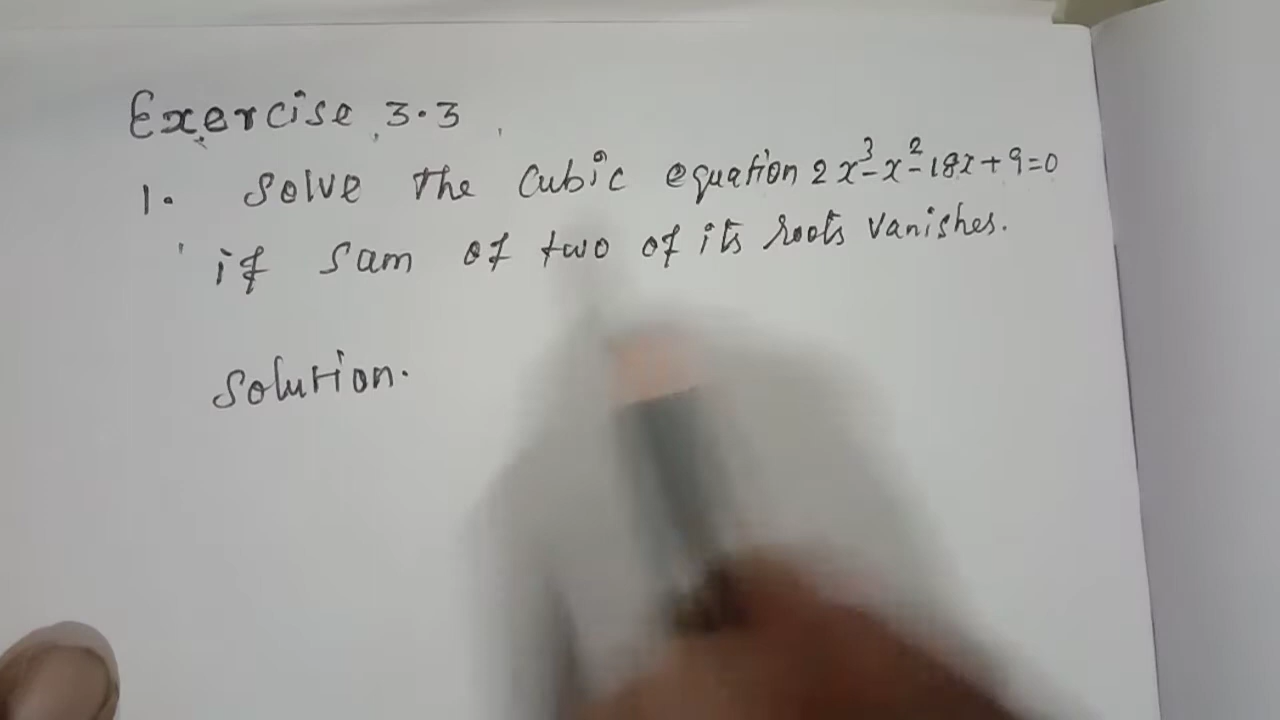 Exercise 3.3
1. Solve the cubic equation 2x³-x²-18x+9=0
if sam of two of its roots vanishes.
Solution.